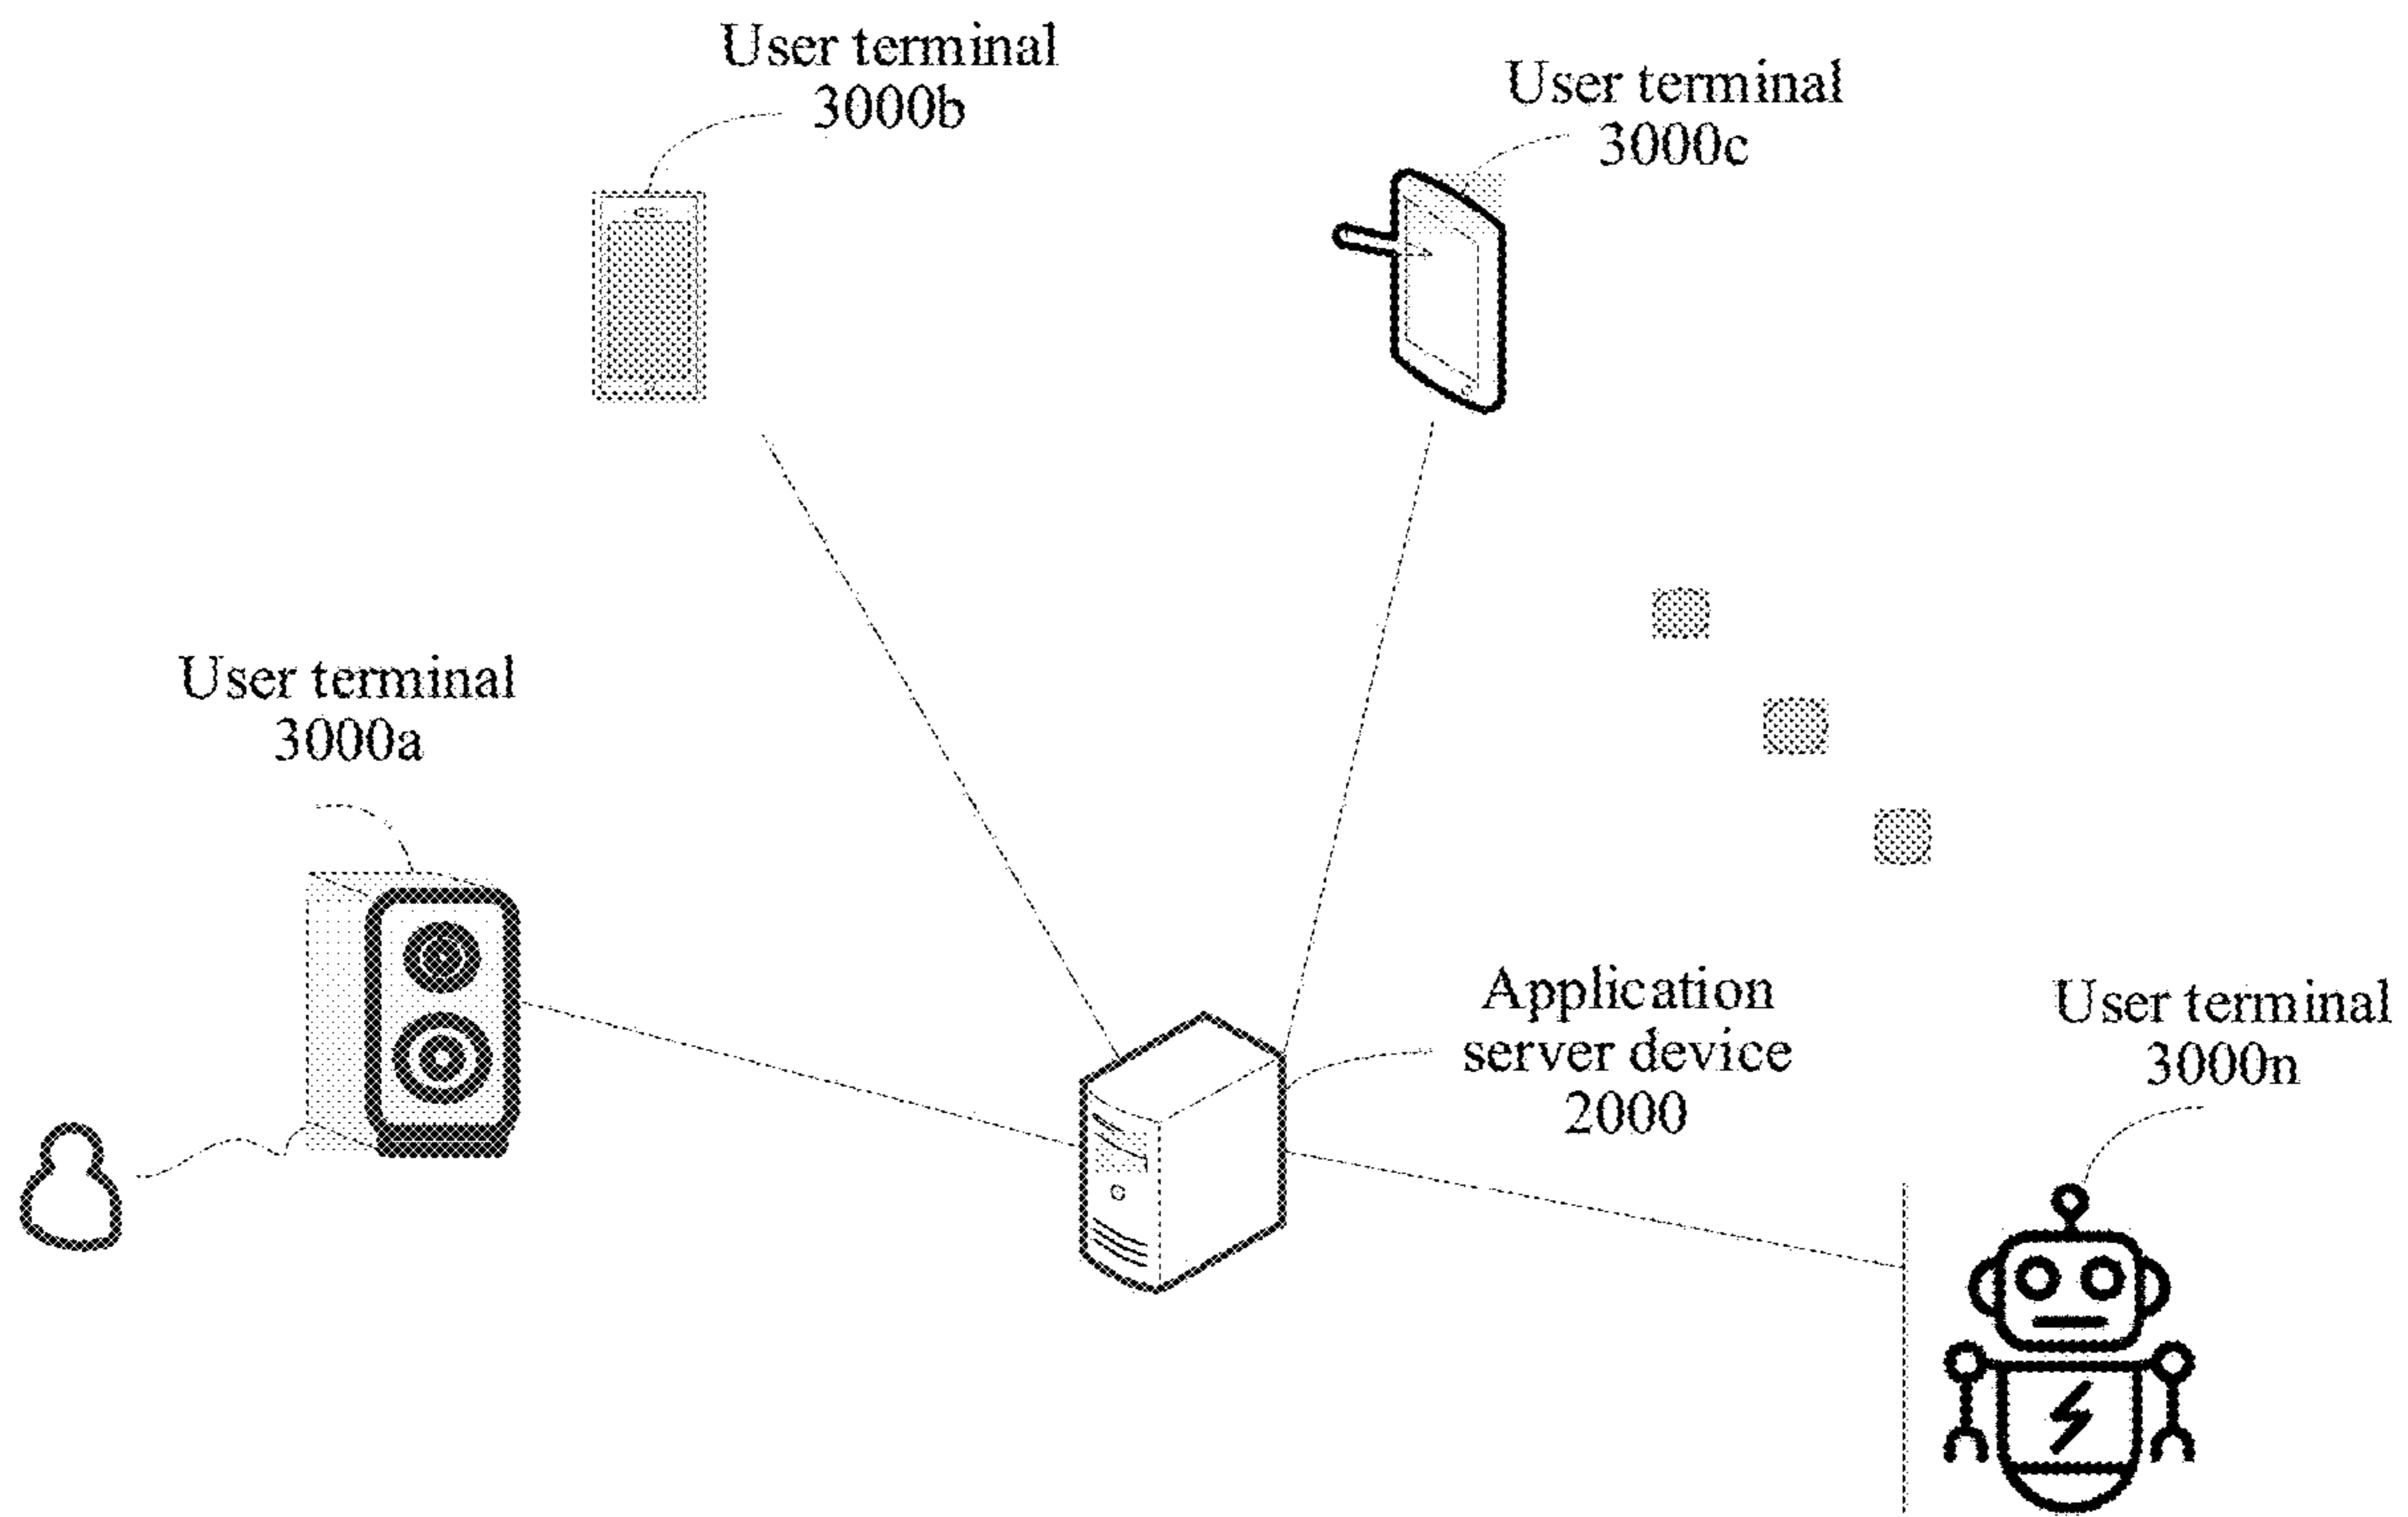 User terminal
3000b
User terminal
3000c
User terminal
3000a
Application
server device
2000
User terminal
3000n